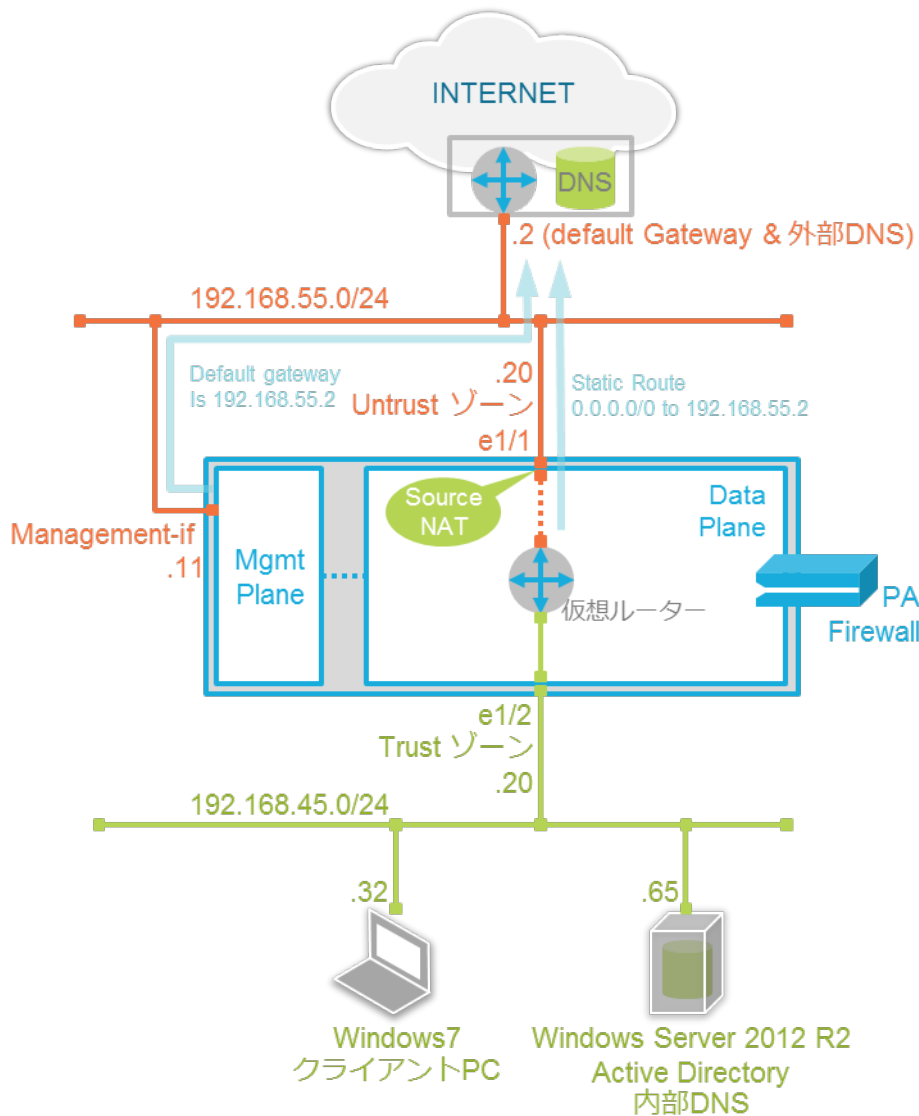 INTERNET
DNS
.2 (default Gateway & 外部DNS)
192.168.55.0/24
Default gateway
Is 192.168.55.2
.20
Untrust ゾーン
e1/1
Static Route
0.0.0.0/0 to 192.168.55.2
Source
NAT
Data
Plane
Management-if
.11
Mgmt
Plane
仮想ルーター
PA
Firewall
e1/2
Trust ゾーン
.20
192.168.45.0/24
.32
.65
Windows7
クライアントPC
Windows Server 2012 R2
Active Directory
内部DNS